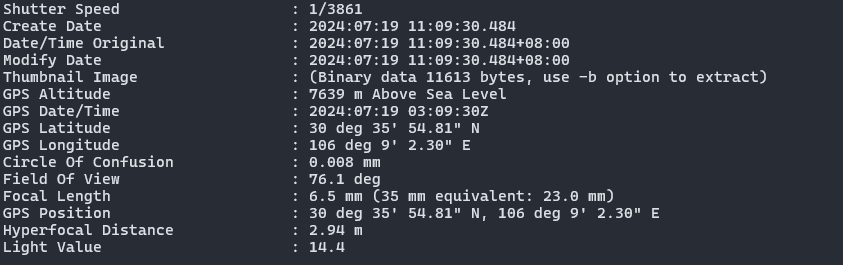 Shutter Speed                   : 1/3861
Create Date                     : 2024:07:19 11:09:30.484
Date/Time Original              : 2024:07:19 11:09:30.484+08:00
Modify Date                     : 2024:07:19 11:09:30.484+08:00
Thumbnail Image                 : (Binary data 11613 bytes, use -b option to extract)
GPS Altitude                    : 7639 m Above Sea Level
GPS Date/Time                   : 2024:07:19 03:09:30Z
GPS Latitude                    : 30 deg 35' 54.81" N
GPS Longitude                   : 106 deg 9' 2.30" E
Circle Of Confusion             : 0.008 mm
Field Of View                   : 76.1 deg
Focal Length                    : 6.5 mm (35 mm equivalent: 23.0 mm)
GPS Position                    : 30 deg 35' 54.81" N, 106 deg 9' 2.30" E
Hyperfocal Distance             : 2.94 m
Light Value                     : 14.4